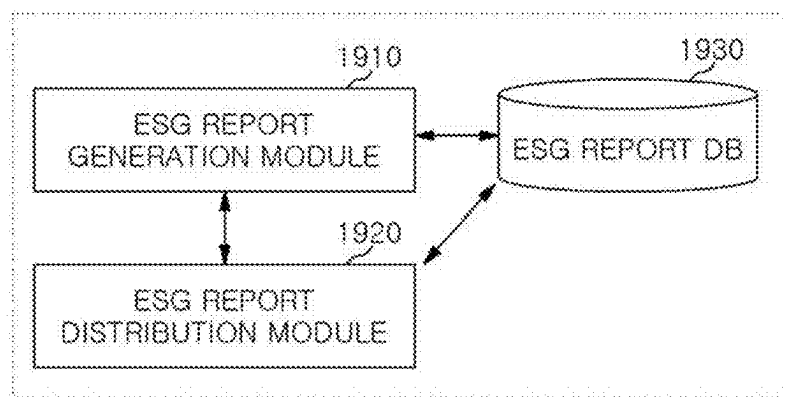 1910
ESG REPORT
GENERATION MODULE
1930
ESG REPORT DB
1920
ESG REPORT
DISTRIBUTION MODULE